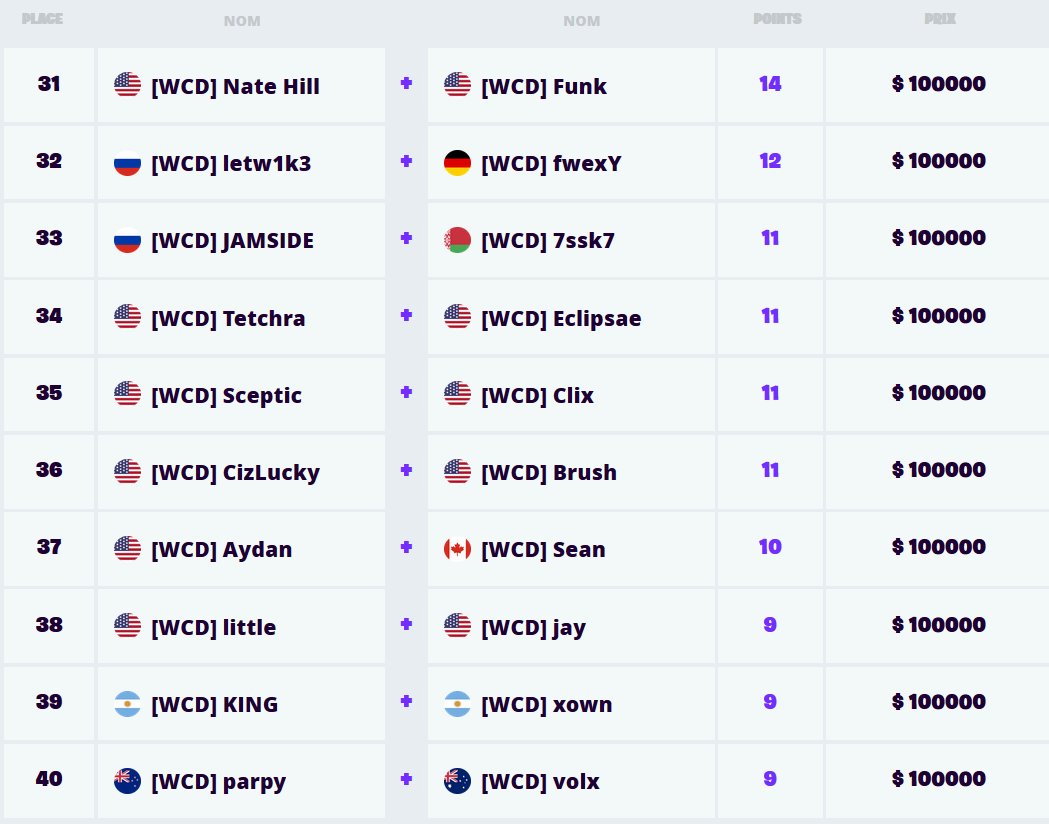 PLACE NOM NOM POINTS PRIX
31 [WCD] Nate Hill + [WCD] Funk 14 $ 100000
32 [WCD] letw1k3 + [WCD] fwexY 12 $ 100000
33 [WCD] JAMSIDE + [WCD] 7ssk7 11 $ 100000
34 [WCD] Tetchra + [WCD] Eclipsae 11 $ 100000
35 [WCD] Sceptic + [WCD] Clix 11 $ 100000
36 [WCD] CizLucky + [WCD] Brush 11 $ 100000
37 [WCD] Aydan + [WCD] Sean 10 $ 100000
38 [WCD] little + [WCD] jay 9 $ 100000
39 [WCD] KING + [WCD] xown 9 $ 100000
40 [WCD] parpy + [WCD] volx 9 $ 100000